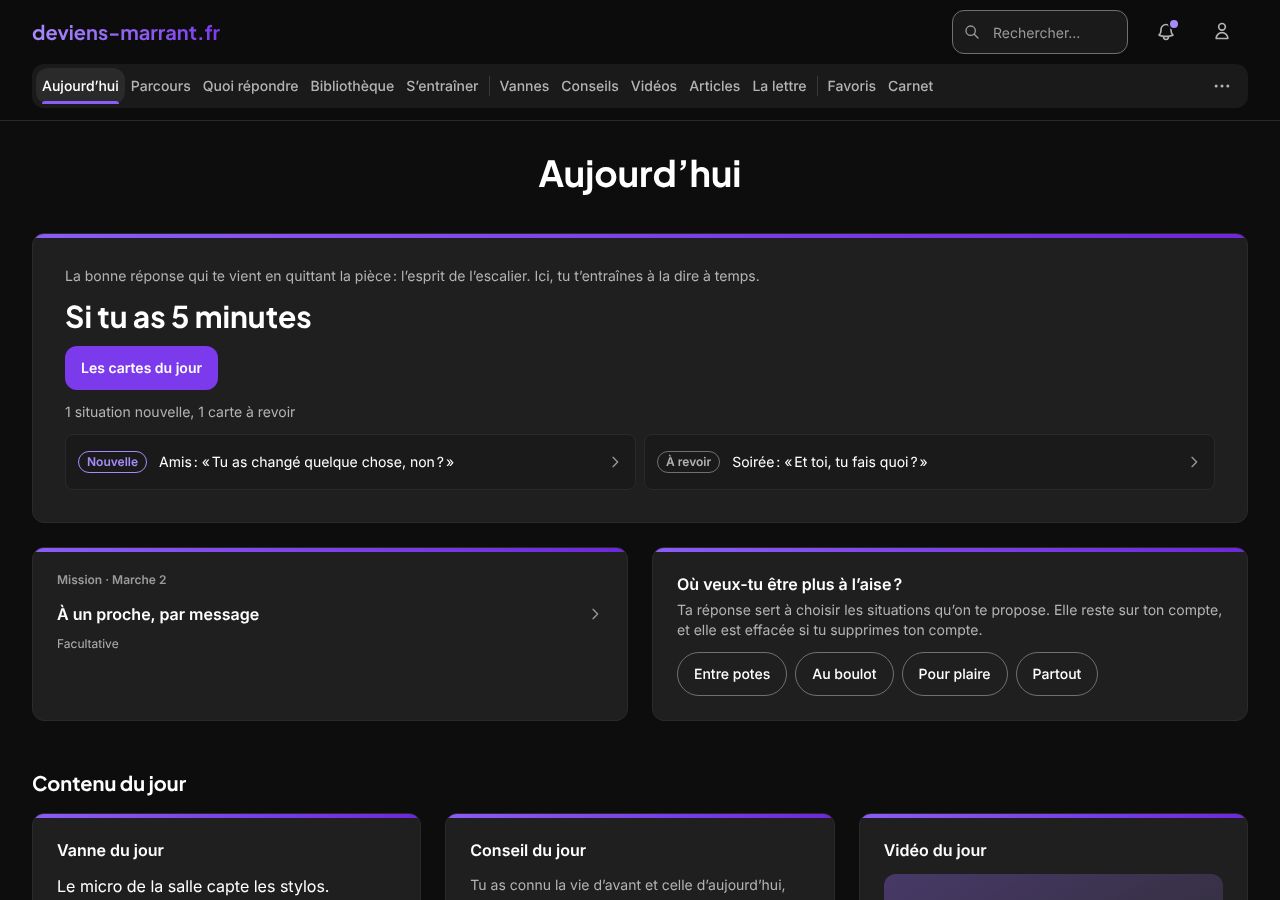 deviens-marrant.fr
Rechercher...
Aujourd’hui Parcours Quoi répondre Bibliothèque S’entraîner Vannes Conseils Vidéos Articles La lettre Favoris Carnet
Aujourd’hui
La bonne réponse qui te vient en quittant la pièce : l’esprit de l’escalier. Ici, tu t’entraînes à la dire à temps.
Si tu as 5 minutes
Les cartes du jour
1 situation nouvelle, 1 carte à revoir
Nouvelle Amis : « Tu as changé quelque chose, non ? »
À revoir Soirée : « Et toi, tu fais quoi ? »
Mission · Marche 2
À un proche, par message
Facultative
Où veux-tu être plus à l’aise ?
Ta réponse sert à choisir les situations qu’on te propose. Elle reste sur ton compte,
et elle est effacée si tu supprimes ton compte.
Entre potes Au boulot Pour plaire Partout
Contenu du jour
Vanne du jour
Le micro de la salle capte les stylos.
Conseil du jour
Tu as connu la vie d’avant et celle d’aujourd’hui,
Vidéo du jour